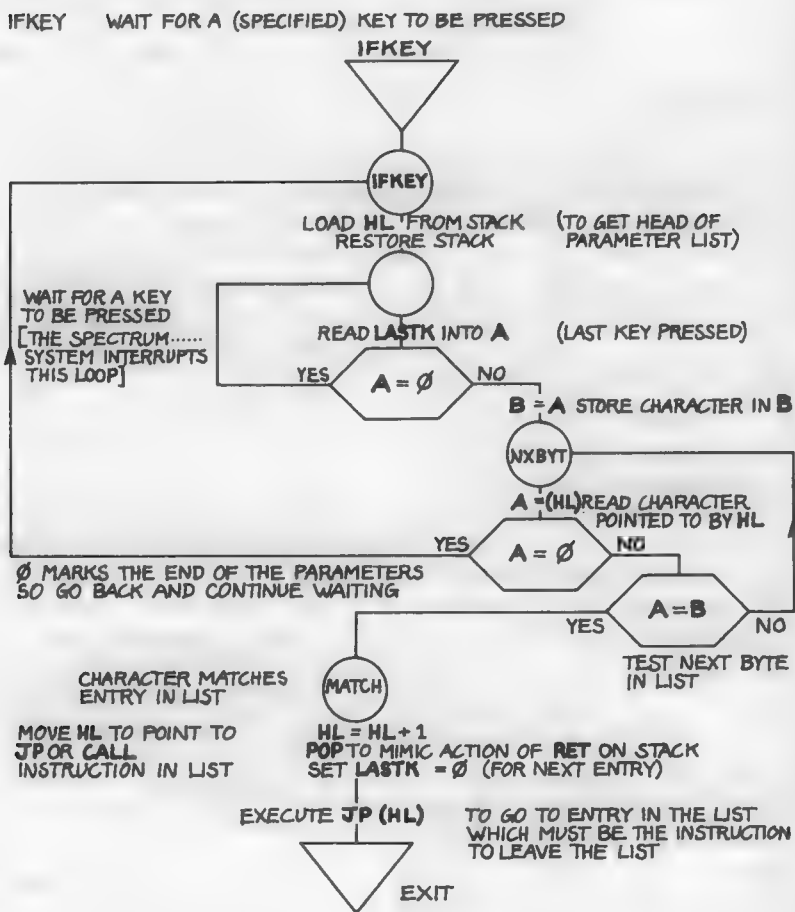 IFKEY WAIT FOR A (SPECIFIED) KEY TO BE PRESSED
IFKEY
IFKEY
LOAD HL FROM STACK (TO GET HEAD OF
RESTORE STACK PARAMETER LIST)
WAIT FOR A KEY
TO BE PRESSED
[THE SPECTRUM......
SYSTEM INTERRUPTS
THIS LOOP]
READ LASTK INTO A (LAST KEY PRESSED)
YES A = Ø NO
B = A STORE CHARACTER IN B
NXBYT
A = (HL) READ CHARACTER
POINTED TO BY HL
YES A = Ø NO
Ø MARKS THE END OF THE PARAMETERS
SO GO BACK AND CONTINUE WAITING
YES A = B NO
TEST NEXT BYTE
IN LIST
CHARACTER MATCHES
ENTRY IN LIST
MATCH
MOVE HL TO POINT TO
JP OR CALL
INSTRUCTION IN LIST
HL = HL + 1
POP TO MIMIC ACTION OF RET ON STACK
SET LASTK = Ø (FOR NEXT ENTRY)
EXECUTE JP (HL)
TO GO TO ENTRY IN THE LIST
WHICH MUST BE THE INSTRUCTION
TO LEAVE THE LIST
EXIT